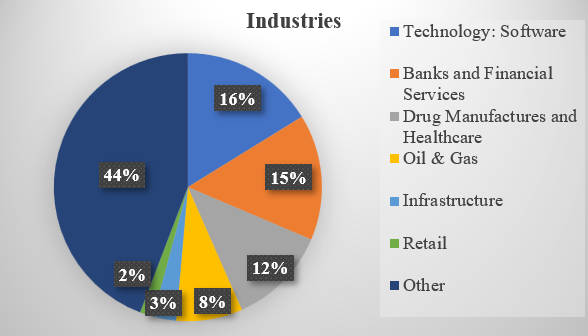 Industries
16%
15%
12%
8%
3%
2%
44%
Technology: Software
Banks and Financial
Services
Drug Manufactures and
Healthcare
Oil & Gas
Infrastructure
Retail
Other